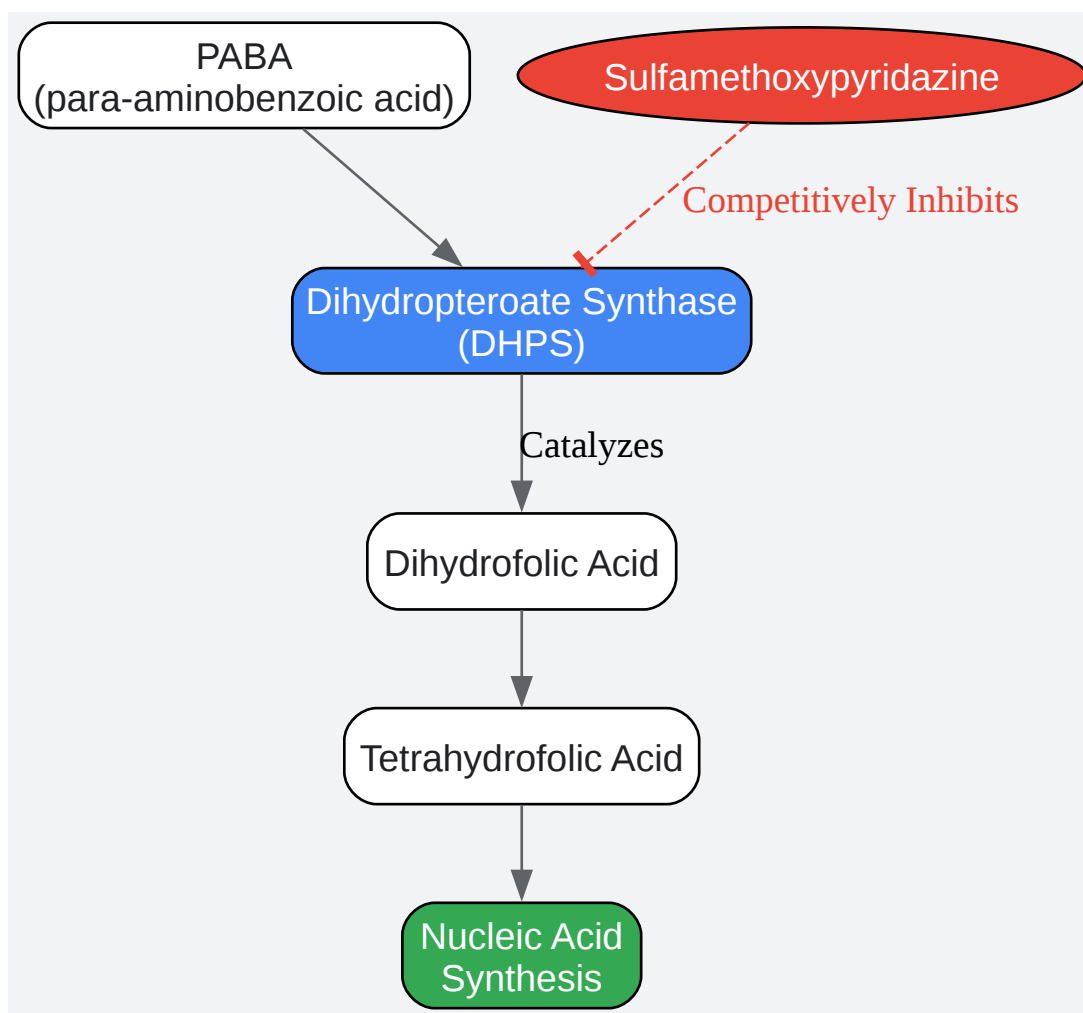 PABA
(para-aminobenzoic acid)
Sulfamethoxypyridazine
Competitively Inhibits
Dihydropteroate Synthase
(DHPS)
Catalyzes
Dihydrofolic Acid
Tetrahydrofolic Acid
Nucleic Acid
Synthesis